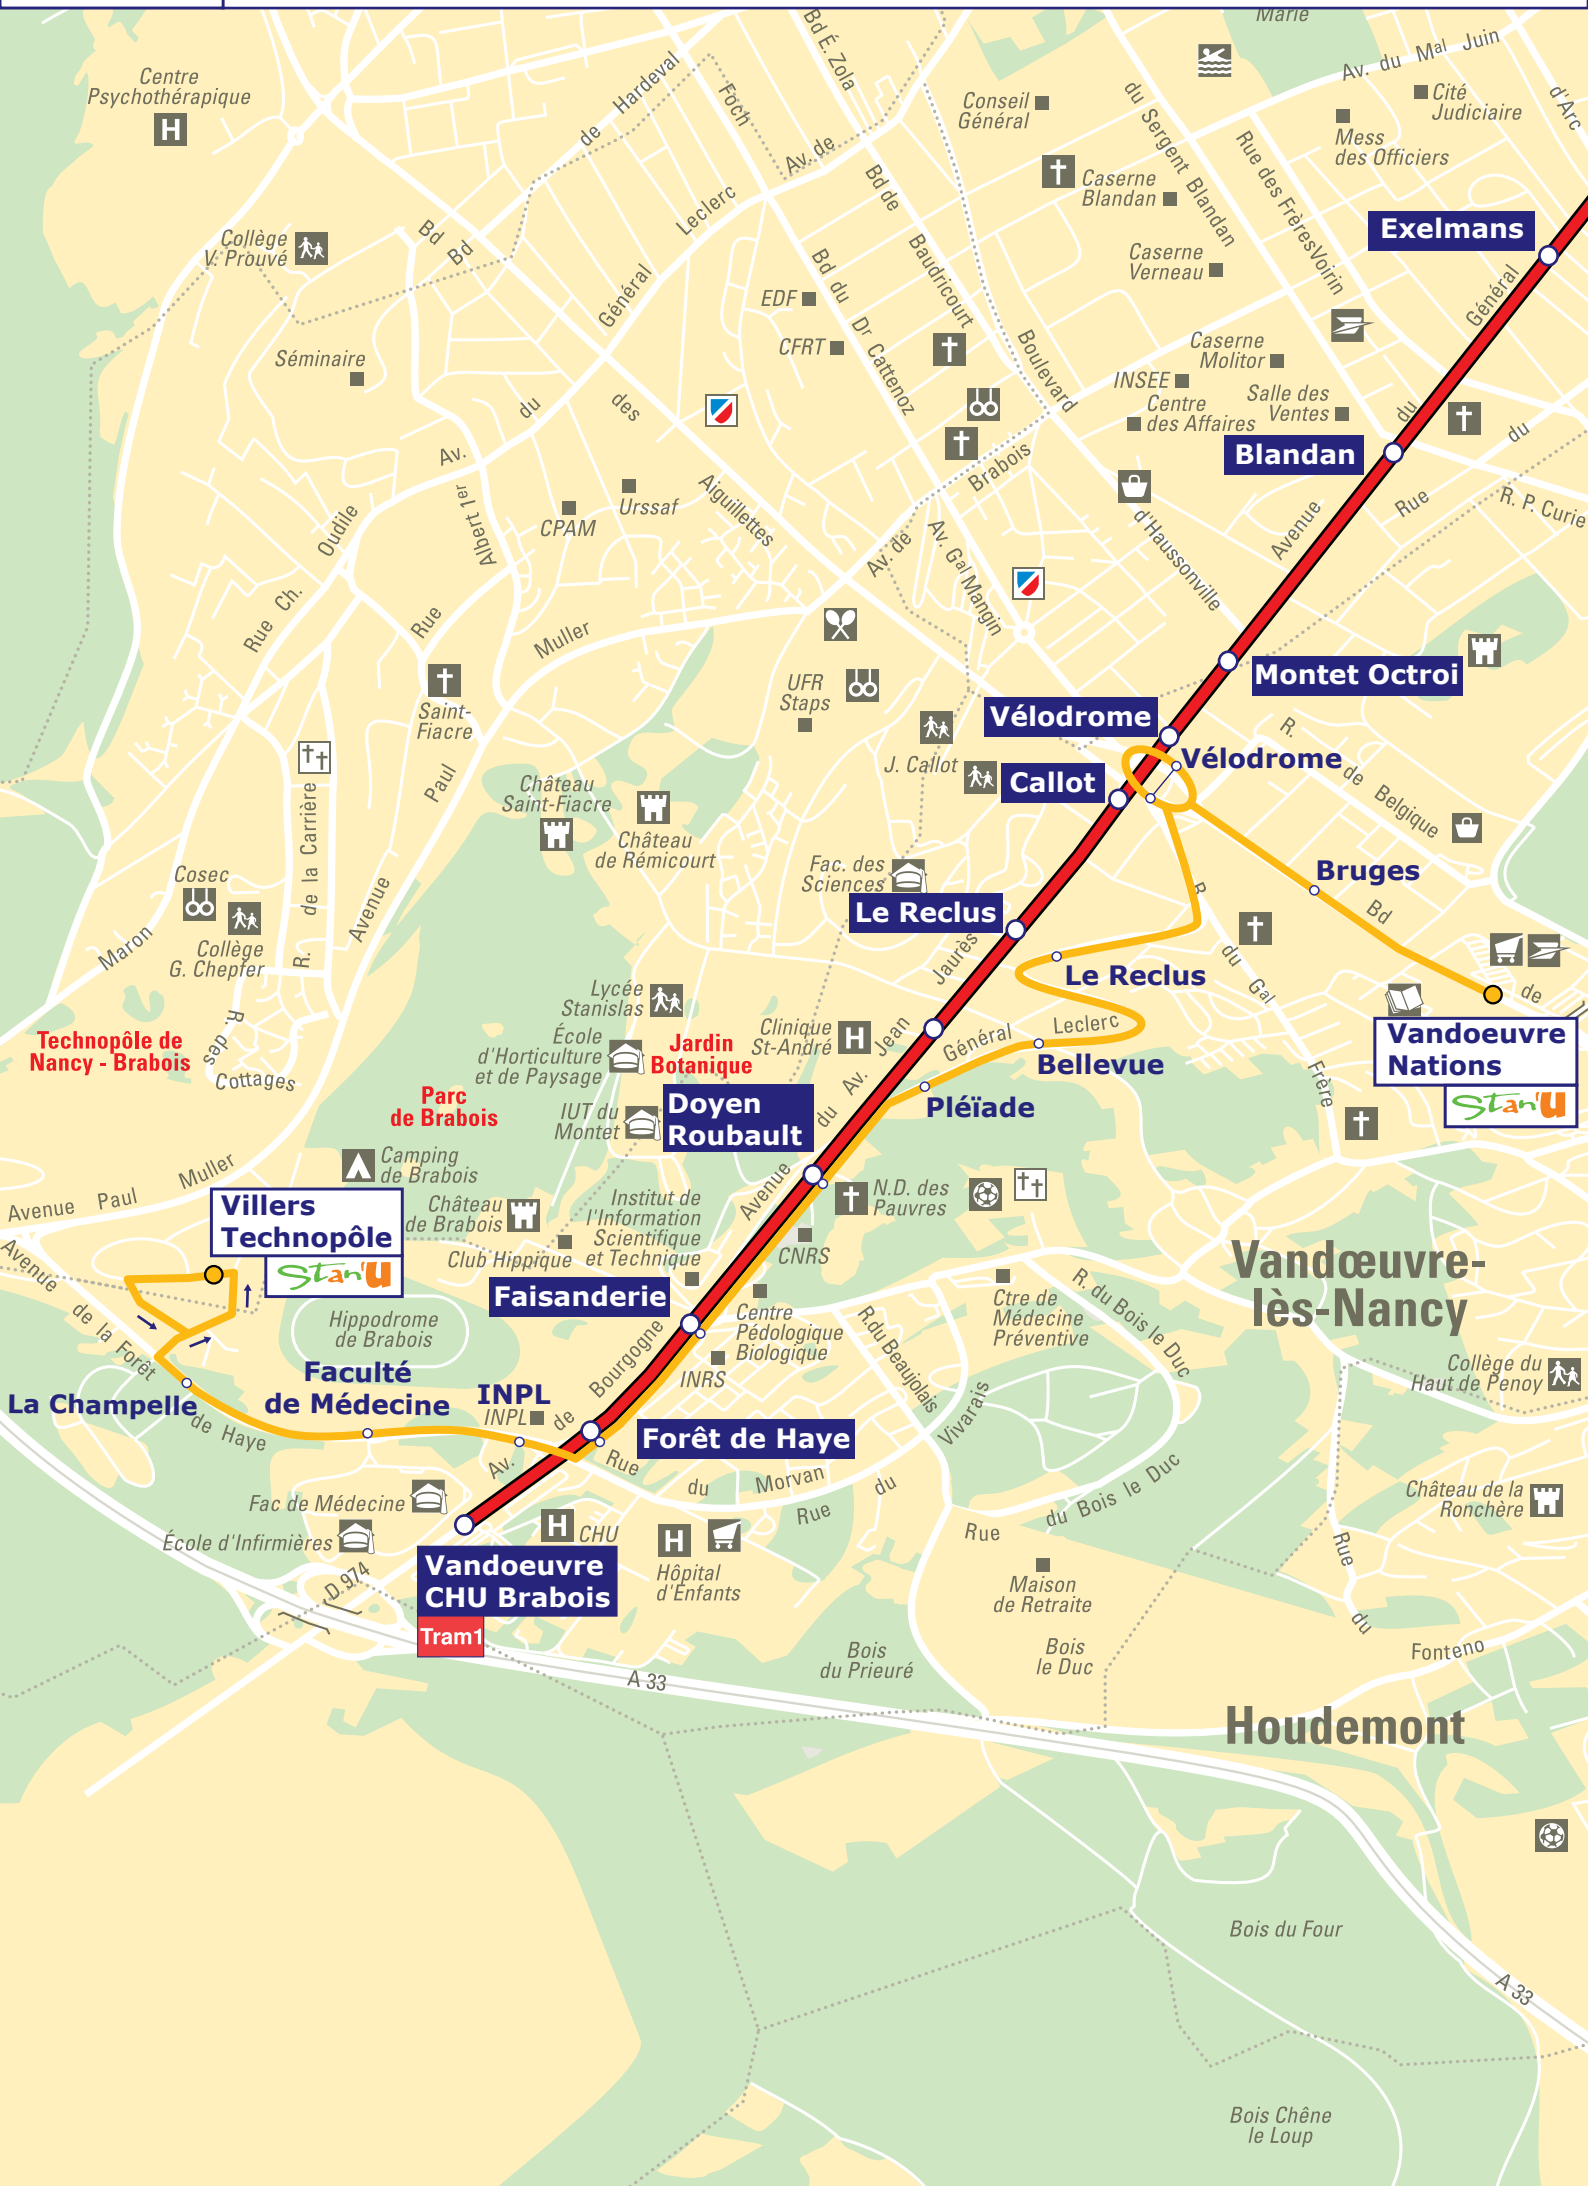 Marie
Bd É. Zola
Av. du Mal Juin
Centre
Psychothérapique
H
de Hardeval
Foch
Conseil
Général
du Sergent Blandan
Cité
Judiciaire
d'Arc
Mess
des Officiers
Rue des Frères Voirin
Av. de
Leclerc
Bd de
Baudricourt
Caserne
Blandan
Exelmans
Collège
V. Prouvé
Bd
Bd
Caserne
Verneau
Général
Général
Bd du
Dr Cattenoz
EDF
CFRT
Boulevard
Caserne
Molitor
INSEE
Séminaire
Salle des
Ventes
Centre
des Affaires
du
des
du
du
Av.
Brabois
Blandan
Albert 1er
Urssaf
CPAM
Aiguillettes
Rue
R. P. Curie
Oudile
Av. de
Av. Gal Mangin
d'Haussonville
Avenue
Rue Ch.
Rue
Muller
Saint-
Fiacre
UFR
Staps
Montet Octroi
Vélodrome
J. Callot
Vélodrome
Callot
R.
de
Belgique
Paul
Château
Saint-Fiacre
Château
de Rémicourt
R. de la Carrière
Cosec
Avenue
Fac. des
Sciences
Bruges
Le Reclus
R.
du
Gal
Frère
Bd
de
Maron
Collège
G. Chepfer
Jaurès
Le Reclus
Lycée
Stanislas
Vandoeuvre
Nations
Stan'U
Technopôle de
Nancy - Brabois
R. des
Cottages
École
d'Horticulture
et de Paysage
Jardin
Botanique
Clinique
St-André
H
Jean
Général
Leclerc
Bellevue
Av.
Parc
de Brabois
IUT du
Montet
Doyen
Roubault
du
Pléïade
Camping
de Brabois
Muller
Paul
Avenue
Villers
Technopôle
Stan'U
Château
de Brabois
Institut de
l'Information
Scientifique
et Technique
Avenue
N.D. des
Pauvres
Club Hippique
CNRS
Vandœuvre-
lès-Nancy
Avenue
de la Forêt
de Haye
Faisanderie
Ctre de
Médecine
Préventive
R. du Bois le Duc
Hippodrome
de Brabois
Bourgogne
Centre
Pédologique
Biologique
R.du Beaujolais
INRS
Collège du
Haut de Penoy
Faculté
de Médecine
INPL
INPL
La Champelle
de
Vivarais
Forêt de Haye
Av.
Rue
du
Morvan
Rue
du
du Bois le Duc
Fac de Médecine
Château de la
Ronchère
École d'Infirmières
H
CHU
H
Rue
Rue
Hôpital
d'Enfants
Vandoeuvre
CHU Brabois
Tram1
D.974
Maison
de Retraite
du
Bois
du Prieuré
Bois
le Duc
Fonteno
A 33
Houdemont
Bois du Four
A 33
Bois Chêne
le Loup